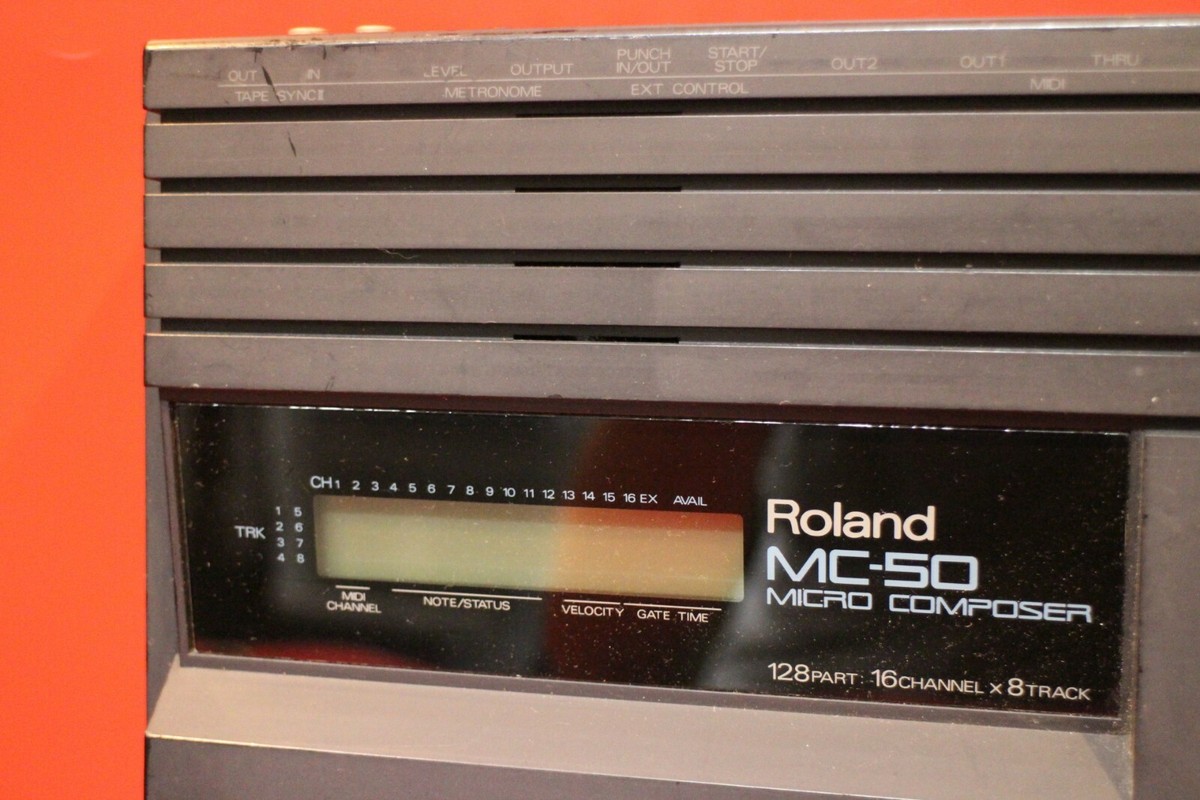 OUT IN LEVEL OUTPUT PUNCH IN/OUT START/STOP OUT2 OUT1 THRU
TAPE SYNCⅡ METRONOME EXT CONTROL MIDI
CH 1 2 3 4 5 6 7 8 9 10 11 12 13 14 15 16 EX AVAIL
TRK
1 5
2 6
3 7
4 8
MIDI CHANNEL
NOTE/STATUS
VELOCITY GATE TIME
Roland
MC-50
MICRO COMPOSER
128PART: 16CHANNEL x 8TRACK